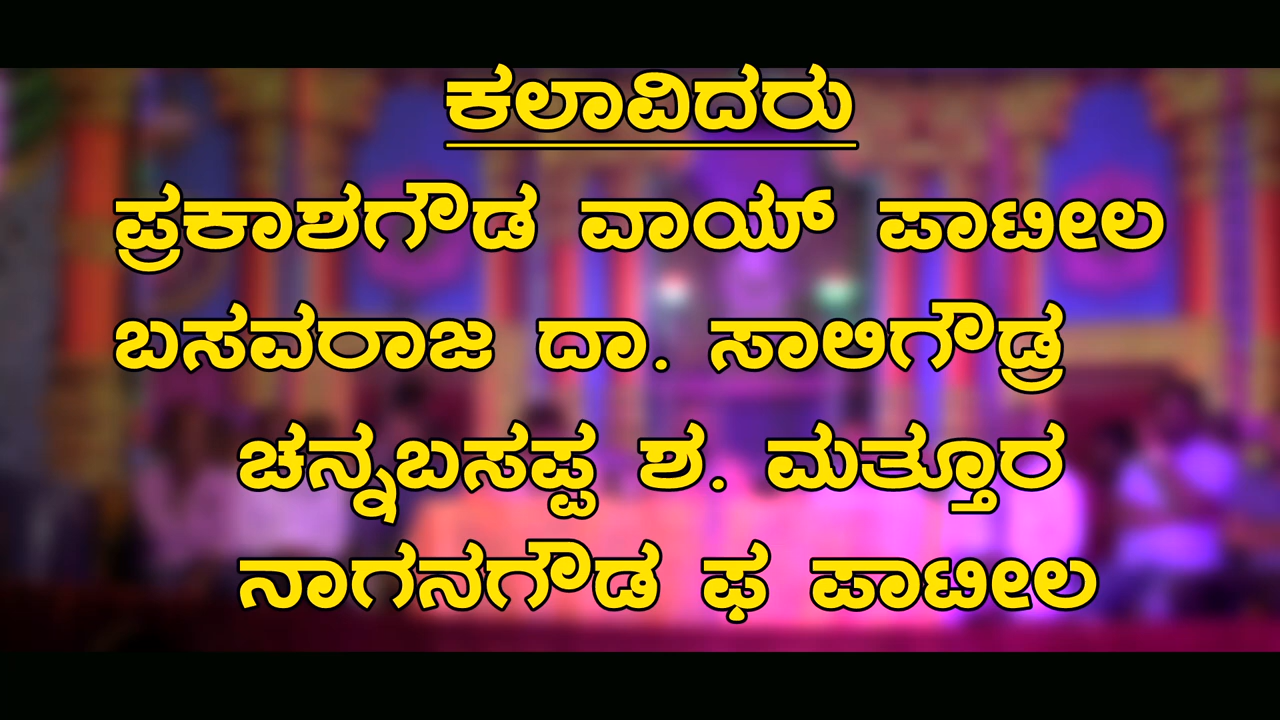 ಕಲಾವಿದರು
ಪ್ರಕಾಶಗೌಡ ವಾಯ್ ಪಾಟೀಲ
ಬಸವರಾಜ ದಾ. ಸಾಲಿಗೌಡ್ರ
ಚನ್ನಬಸಪ್ಪ ಶ. ಮತ್ತೂರ
ನಾಗನಗೌಡ ಫ ಪಾಟೀಲ